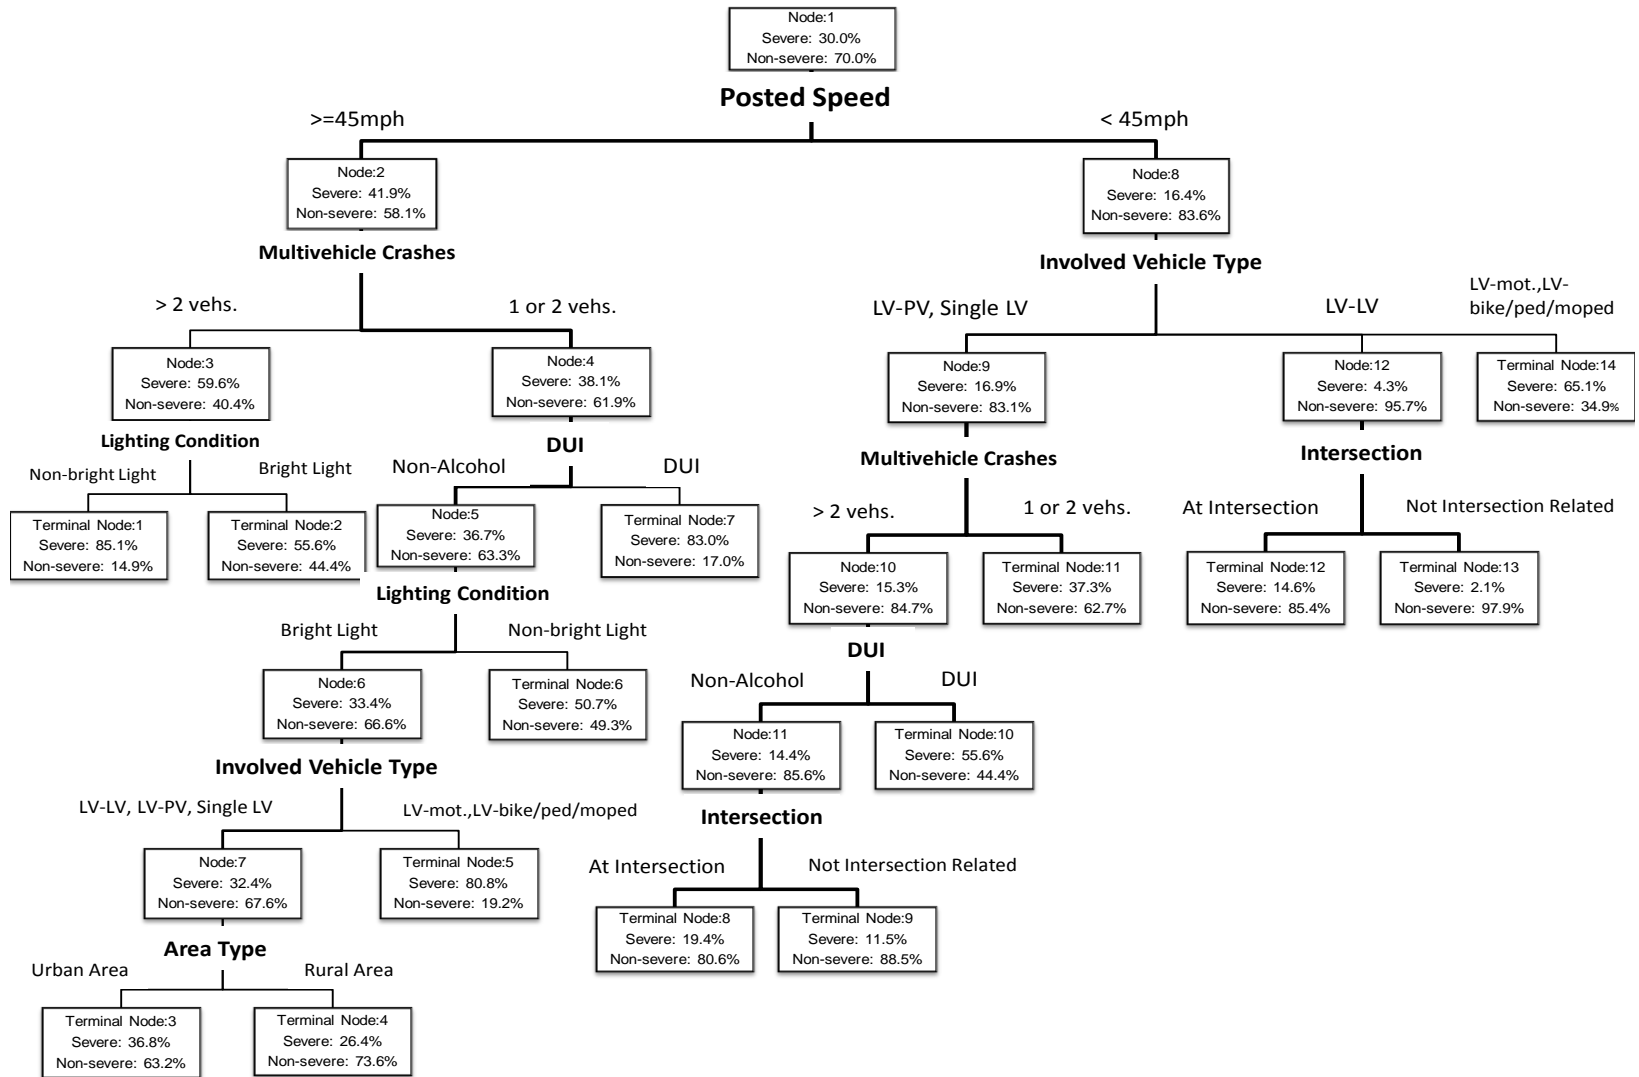 Node:1
Severe: 30.0%
Non-severe: 70.0%
Posted Speed
>=45mph
< 45mph
Node:2
Severe: 41.9%
Non-severe: 58.1%
Node:8
Severe: 16.4%
Non-severe: 83.6%
Multivehicle Crashes
Involved Vehicle Type
> 2 vehs.
1 or 2 vehs.
LV-PV, Single LV
LV-LV
LV-mot.,LV-
bike/ped/moped
Node:3
Severe: 59.6%
Non-severe: 40.4%
Node:4
Severe: 38.1%
Non-severe: 61.9%
Node:9
Severe: 16.9%
Non-severe: 83.1%
Node:12
Severe: 4.3%
Non-severe: 95.7%
Terminal Node:14
Severe: 65.1%
Non-severe: 34.9%
Lighting Condition
DUI
Multivehicle Crashes
Intersection
Non-bright Light
Bright Light
Non-Alcohol
DUI
> 2 vehs.
1 or 2 vehs.
At Intersection
Not Intersection Related
Terminal Node:1
Severe: 85.1%
Non-severe: 14.9%
Terminal Node:2
Severe: 55.6%
Non-severe: 44.4%
Node:5
Severe: 36.7%
Non-severe: 63.3%
Terminal Node:7
Severe: 83.0%
Non-severe: 17.0%
Node:10
Severe: 15.3%
Non-severe: 84.7%
Terminal Node:11
Severe: 37.3%
Non-severe: 62.7%
Terminal Node:12
Severe: 14.6%
Non-severe: 85.4%
Terminal Node:13
Severe: 2.1%
Non-severe: 97.9%
Lighting Condition
DUI
Bright Light
Non-bright Light
Non-Alcohol
DUI
Node:6
Severe: 33.4%
Non-severe: 66.6%
Terminal Node:6
Severe: 50.7%
Non-severe: 49.3%
Node:11
Severe: 14.4%
Non-severe: 85.6%
Terminal Node:10
Severe: 55.6%
Non-severe: 44.4%
Involved Vehicle Type
Intersection
LV-LV, LV-PV, Single LV
LV-mot.,LV-bike/ped/moped
At Intersection
Not Intersection Related
Node:7
Severe: 32.4%
Non-severe: 67.6%
Terminal Node:5
Severe: 80.8%
Non-severe: 19.2%
Terminal Node:8
Severe: 19.4%
Non-severe: 80.6%
Terminal Node:9
Severe: 11.5%
Non-severe: 88.5%
Area Type
Urban Area
Rural Area
Terminal Node:3
Severe: 36.8%
Non-severe: 63.2%
Terminal Node:4
Severe: 26.4%
Non-severe: 73.6%